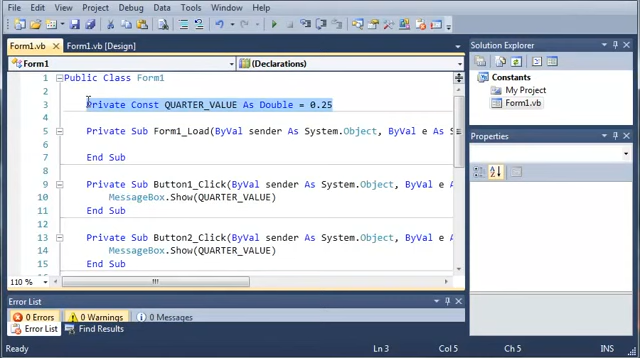 File Edit View Project Build Debug Data Tools Window Help
Form1.vb Form1.vb [Design]
Form1 (Declarations)
1 Public Class Form1
2
3 Private Const QUARTER_VALUE As Double = 0.25
4
5 Private Sub Form1_Load(ByVal sender As System.Object, ByVal e As S
6
7 End Sub
8
9 Private Sub Button1_Click(ByVal sender As System.Object, ByVal e As
10 MessageBox.Show(QUARTER_VALUE)
11 End Sub
12
13 Private Sub Button2_Click(ByVal sender As System.Object, ByVal e As
14 MessageBox.Show(QUARTER_VALUE)
15 End Sub
110 %
Error List
0 Errors 0 Warnings 0 Messages
Error List Find Results
Solution Explorer
Constants
My Project
Form1.vb
Properties
Ready Ln 3 Col 5 Ch 5 INS